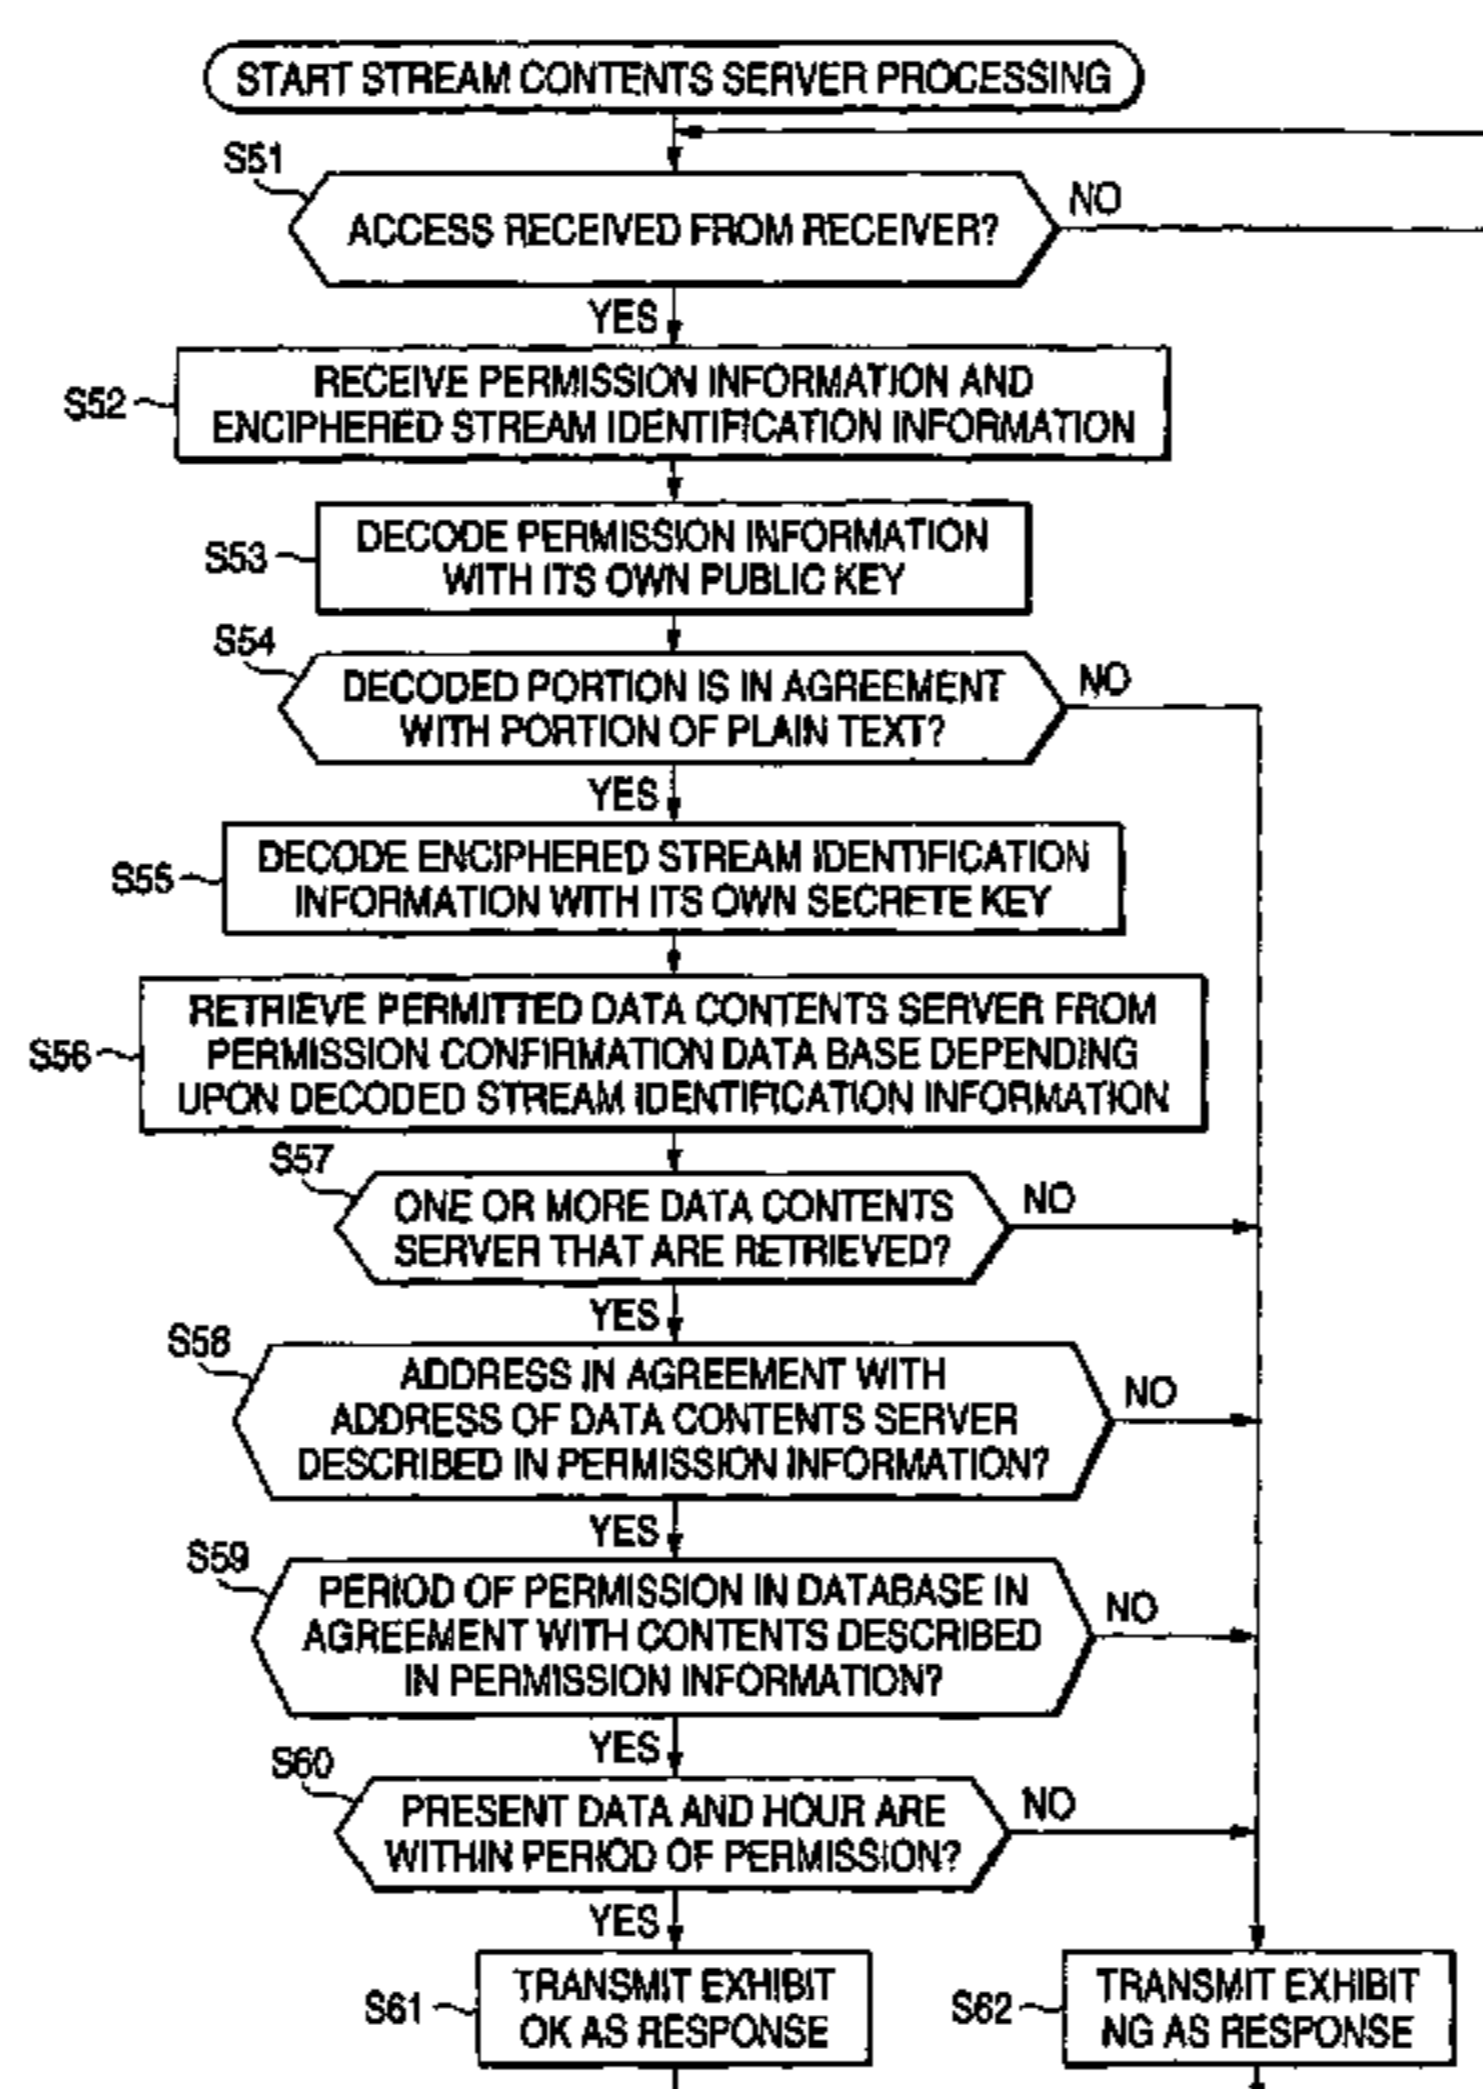 START STREAM CONTENTS SERVER PROCESSING
S51
ACCESS RECEIVED FROM RECEIVER?
NO
YES
S52
RECEIVE PERMISSION INFORMATION AND
ENCIPHERED STREAM IDENTIFICATION INFORMATION
S53
DECODE PERMISSION INFORMATION
WITH ITS OWN PUBLIC KEY
S54
DECODED PORTION IS IN AGREEMENT
WITH PORTION OF PLAIN TEXT?
NO
YES
S55
DECODE ENCIPHERED STREAM IDENTIFICATION
INFORMATION WITH ITS OWN SECRETE KEY
S56
RETRIEVE PERMITTED DATA CONTENTS SERVER FROM
PERMISSION CONFIRMATION DATA BASE DEPENDING
UPON DECODED STREAM IDENTIFICATION INFORMATION
S57
ONE OR MORE DATA CONTENTS
SERVER THAT ARE RETRIEVED?
NO
YES
S58
ADDRESS IN AGREEMENT WITH
ADDRESS OF DATA CONTENTS SERVER
DESCRIBED IN PERMISSION INFORMATION?
NO
YES
S59
PERIOD OF PERMISSION IN DATABASE IN
AGREEMENT WITH CONTENTS DESCRIBED
IN PERMISSION INFORMATION?
NO
YES
S60
PRESENT DATA AND HOUR ARE
WITHIN PERIOD OF PERMISSION?
NO
YES
S61
TRANSMIT EXHIBIT
OK AS RESPONSE
S62
TRANSMIT EXHIBIT
NG AS RESPONSE